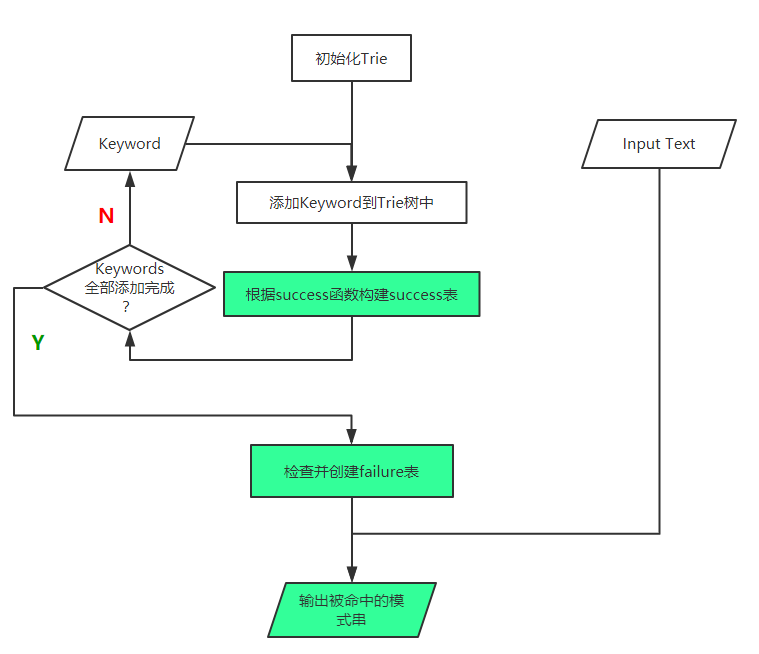 初始化Trie
Keyword
Input Text
添加Keyword到Trie树中
N
Keywords
全部添加完成
？
根据success函数构建success表
Y
检查并创建failure表
输出被命中的模
式串